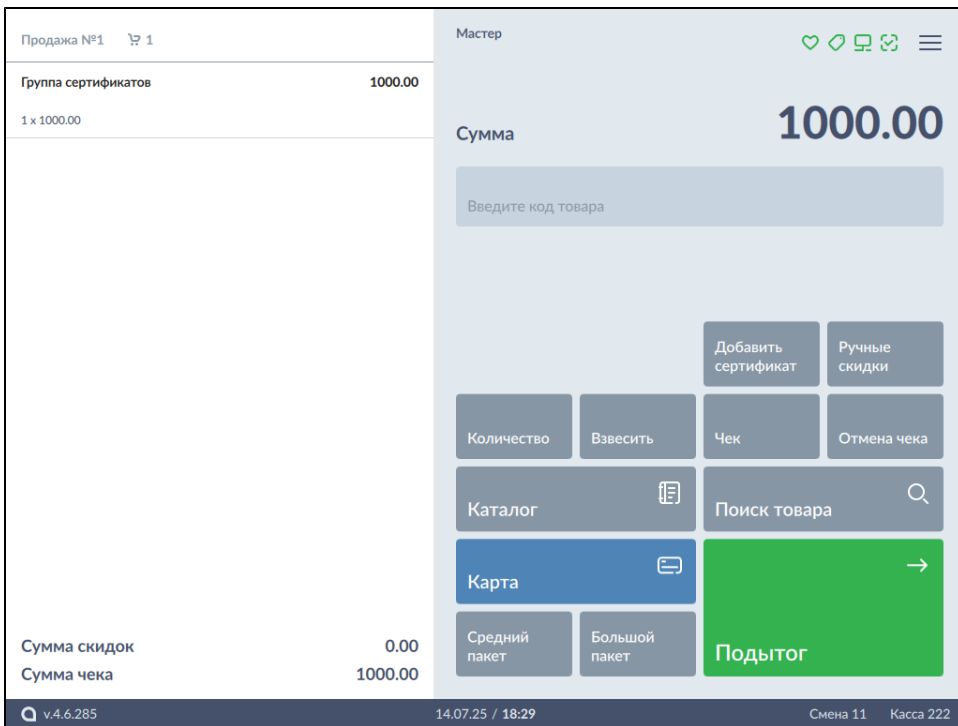 Продажа №1 1
Группа сертификатов 1000.00
1 x 1000.00
Сумма скидок 0.00
Сумма чека 1000.00
Мастер
Сумма 1000.00
Введите код товара
Добавить
сертификат
Ручные
скидки
Количество
Взвесить
Чек
Отмена чека
Каталог
Поиск товара
Карта
Средний
пакет
Большой
пакет
Подытог
v.4.6.285
14.07.25 / 18:29
Смена 11 Касса 222